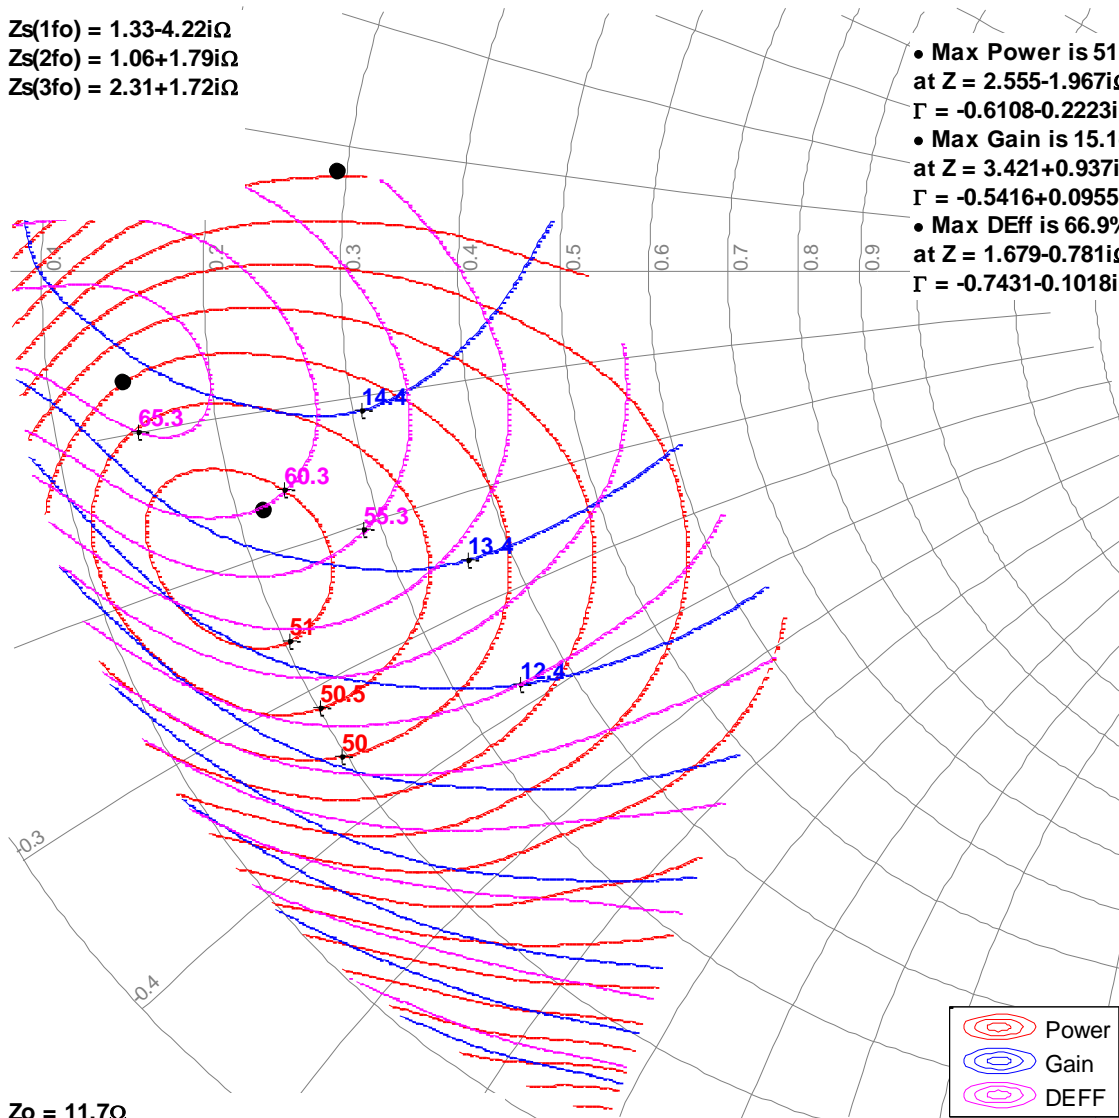 Zs(1fo) = 1.33-4.22iΩ
Zs(2fo) = 1.06+1.79iΩ
Zs(3fo) = 2.31+1.72iΩ
• Max Power is 51
at Z = 2.555-1.967iΩ
Γ = -0.6108-0.2223i
• Max Gain is 15.1
at Z = 3.421+0.937i
Γ = -0.5416+0.0955
• Max DEff is 66.9%
at Z = 1.679-0.781iΩ
Γ = -0.7431-0.1018i
0.1
0.2
0.3
0.4
0.5
0.6
0.7
0.8
0.9
14.4
65.3
60.3
55.3
13.4
51
12.4
50.5
50
-0.3
-0.4
Power
Gain
DEFF
Zo = 11.7Ω